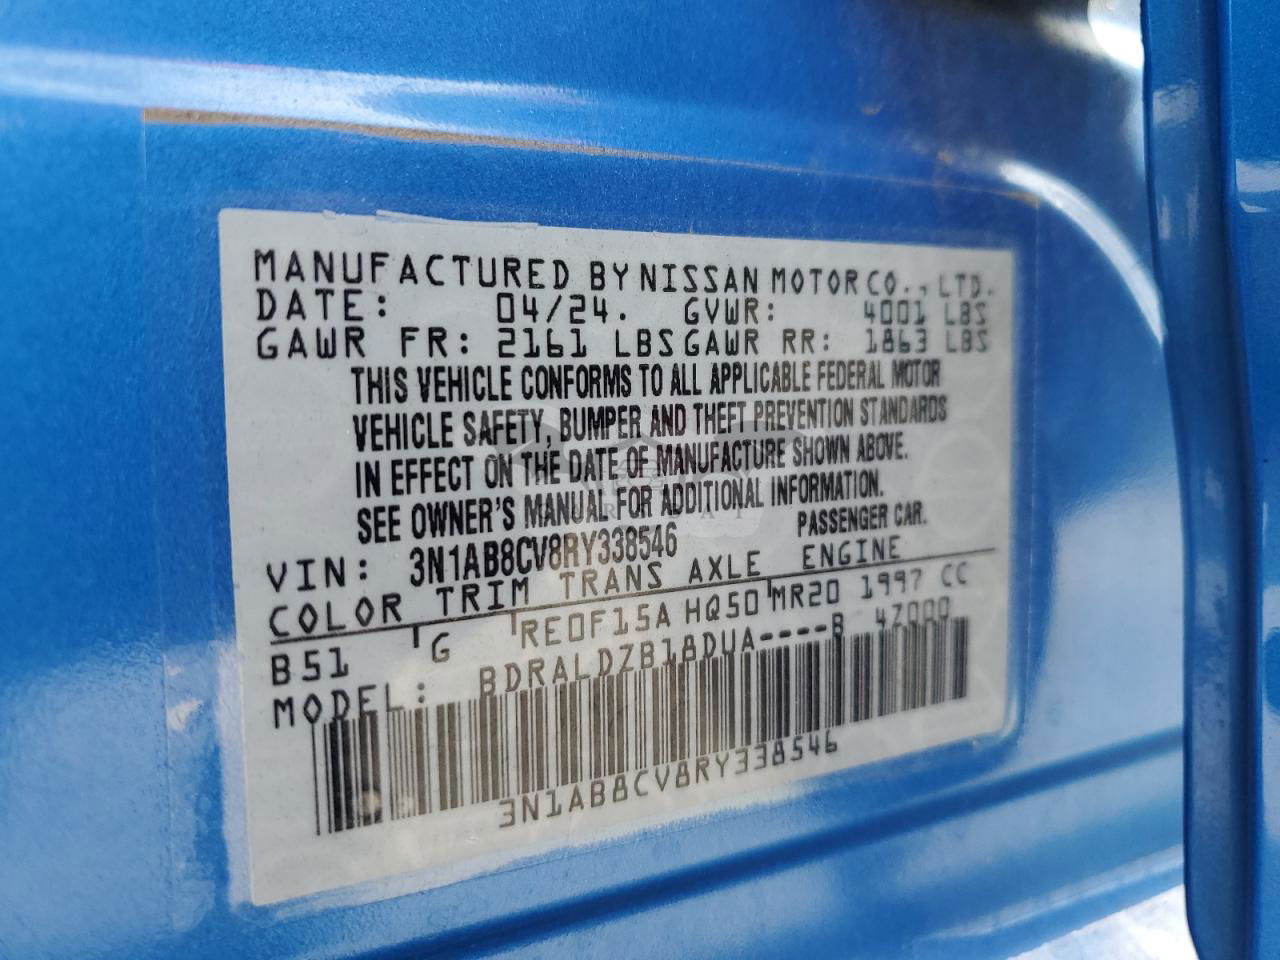 MANUFACTURED BY NISSAN MOTOR CO., LTD.
DATE: 04/24. GVWR: 4001 LBS
GAWR FR: 2161 LBS GAWR RR: 1863 LBS
THIS VEHICLE CONFORMS TO ALL APPLICABLE FEDERAL MOTOR
VEHICLE SAFETY, BUMPER AND THEFT PREVENTION STANDARDS
IN EFFECT ON THE DATE OF MANUFACTURE SHOWN ABOVE.
SEE OWNER'S MANUAL FOR ADDITIONAL INFORMATION.
VIN: 3N1AB8CV8RY338546 PASSENGER CAR.
COLOR TRIM TRANS AXLE ENGINE
B51 G RE0F15A HQ50 MR20 1997 CC
MODEL: BDRALDZB18DUA----B 4Z000
3N1AB8CV8RY338546